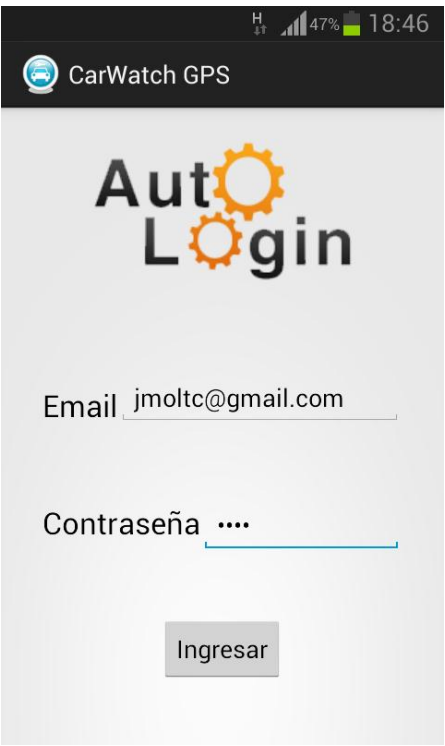 H 47% 18:46
CarWatch GPS
Auto
Login
Email jmoltc@gmail.com
Contraseña ••••
Ingresar